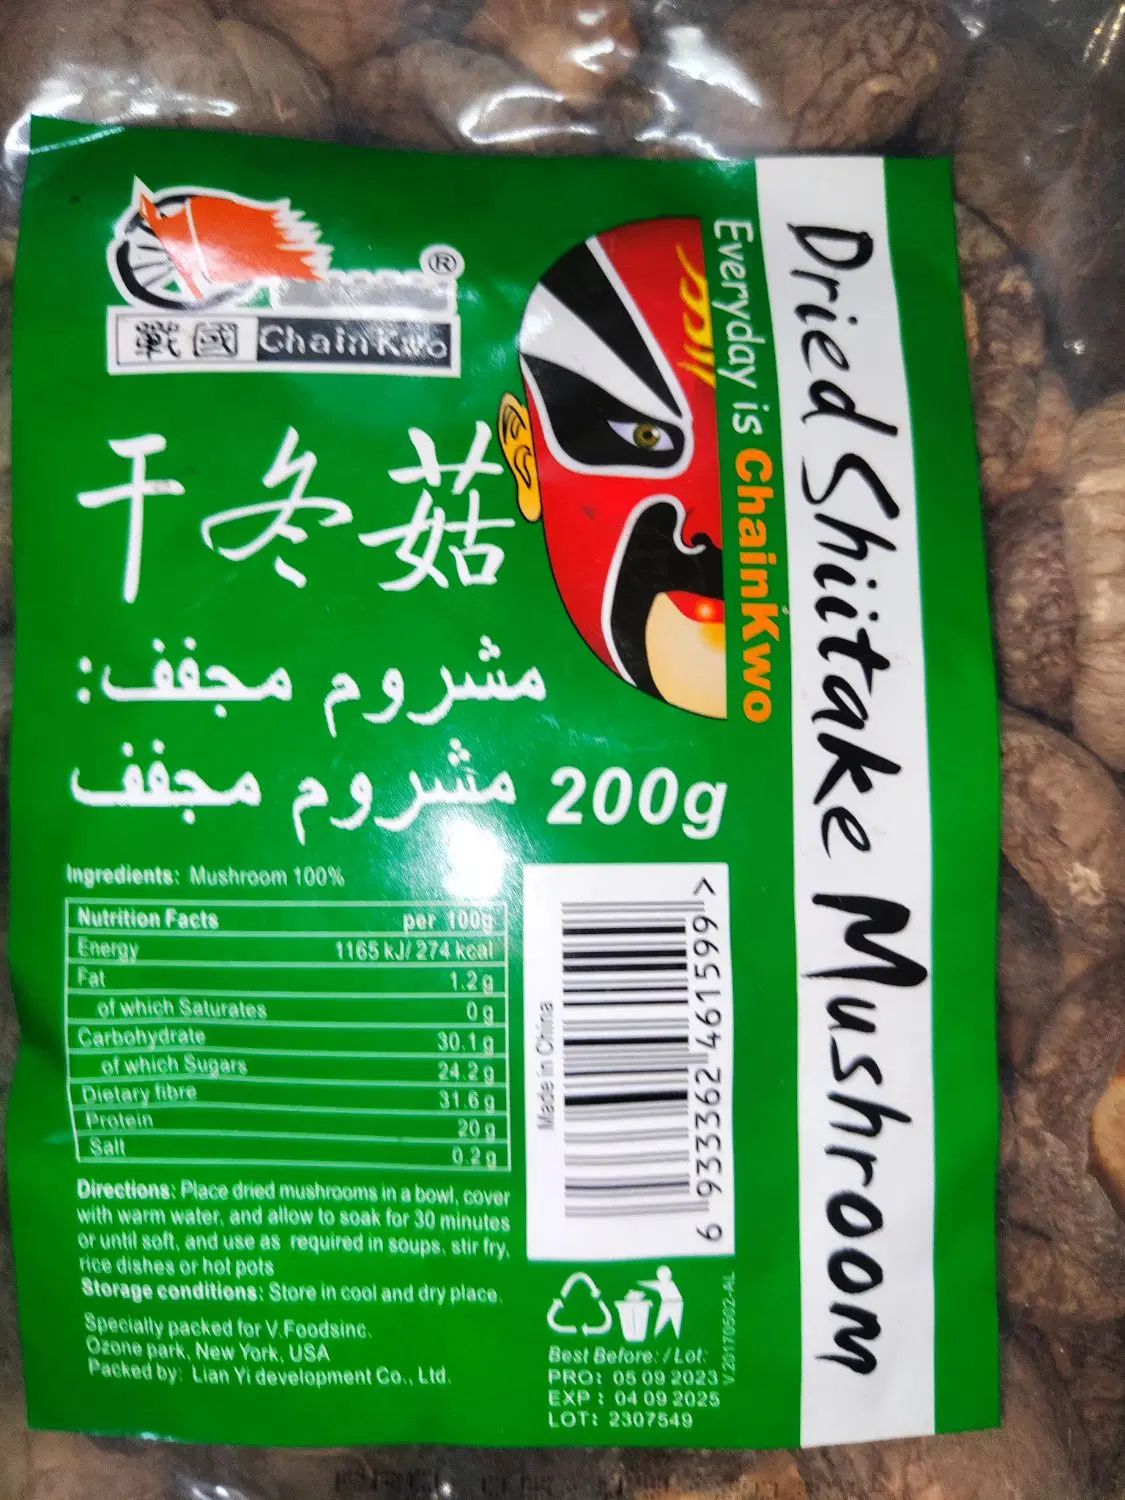 戰國 Chain Kwo
®
干冬菇
Everyday is ChainKwo
Dried Shiitake Mushroom
مشروم مجفف:
مشروم مجفف 200g
Ingredients: Mushroom 100%
Nutrition Facts per 100g
Energy 1165 kJ/ 274 kcal
Fat 1.2 g
of which Saturates 0 g
Carbohydrate 30.1 g
of which Sugars 24.2 g
Dietary fibre 31.6 g
Protein 20 g
Salt 0.2 g
Directions: Place dried mushrooms in a bowl, cover
with warm water, and allow to soak for 30 minutes
or until soft, and use as required in soups, stir fry,
rice dishes or hot pots
Storage conditions: Store in cool and dry place.
Specially packed for V.Foodsinc.
Ozone park, New York, USA
Packed by: Lian Yi development Co., Ltd.
Made in China
6 933362 461599 >
V.20170502-AL
Best Before: / Lot:
PRO: 05 09 2023
EXP : 04 09 2025
LOT: 2307549